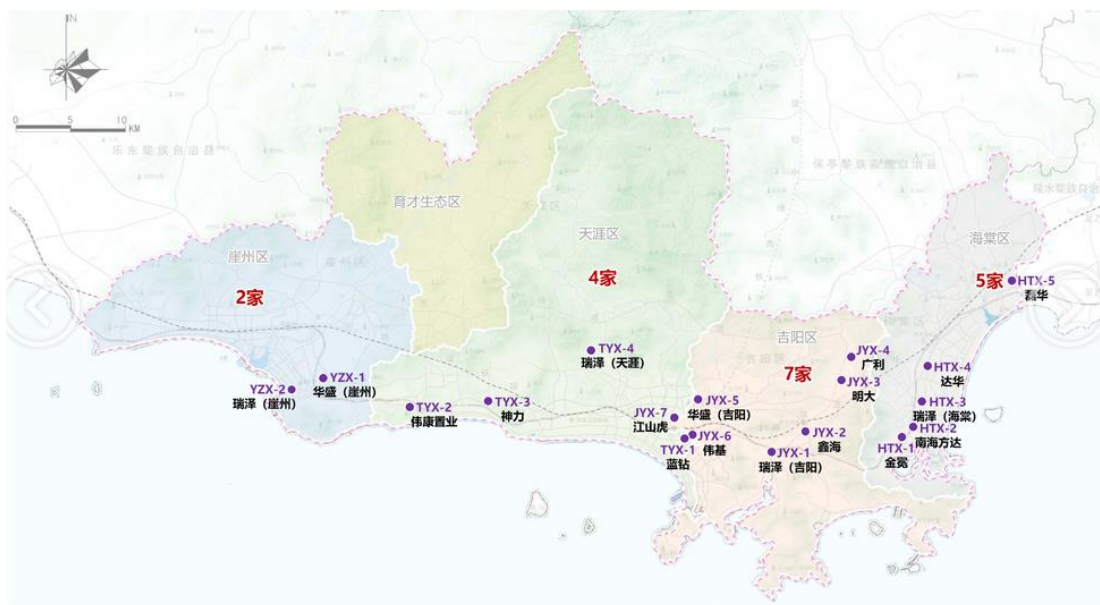 N
0 5 10
KM
乐东黎族自治县
保亭黎族苗族自治县
陵水黎族自治
育才生态区
天涯区
4家
崖州区
2家
海棠区
5家
HTX-5
磊华
吉阳区
7家
JYX-4
广利
JYX-3
明大
HTX-4
达华
HTX-3
瑞泽（海棠）
HTX-2
南海方达
HTX-1
金冕
TYX-4
瑞泽（天涯）
YZX-1
华盛（崖州）
YZX-2
瑞泽（崖州）
TYX-2
伟康置业
TYX-3
神力
JYX-5
华盛（吉阳）
JYX-7
江山虎
JYX-6
伟基
TYX-1
蓝钻
JYX-2
鑫海
JYX-1
瑞泽（吉阳）